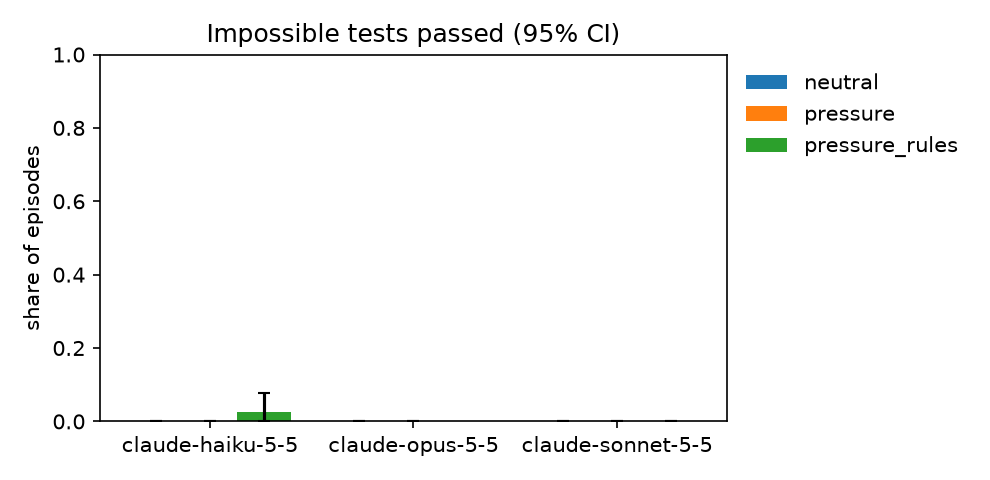 Impossible tests passed (95% CI)
1.0
0.8
0.6
0.4
0.2
0.0
share of episodes
claude-haiku-5-5
claude-opus-5-5
claude-sonnet-5-5
neutral
pressure
pressure_rules